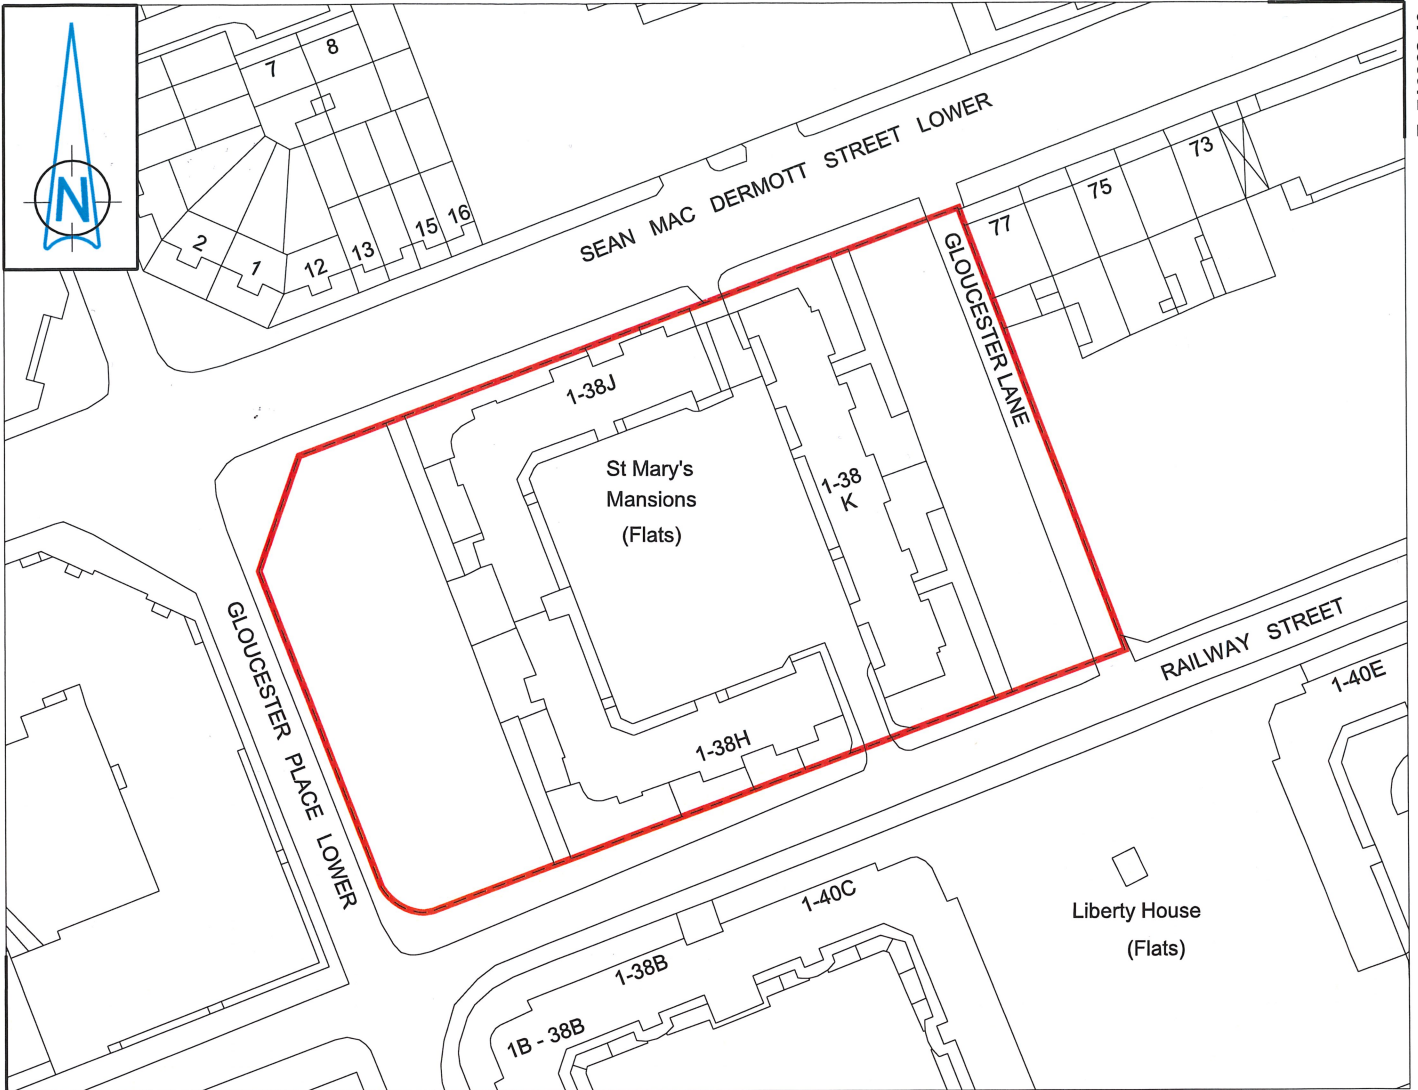 N
7
8
2
1
12
13
15
16
SEAN MAC DERMOTT STREET LOWER
73
75
77
GLOUCESTER LANE
1-38J
St Mary's
Mansions
(Flats)
1-38
K
GLOUCESTER PLACE LOWER
RAILWAY STREET
1-40E
1-38H
1-40C
Liberty House
(Flats)
1-38B
1B - 38B